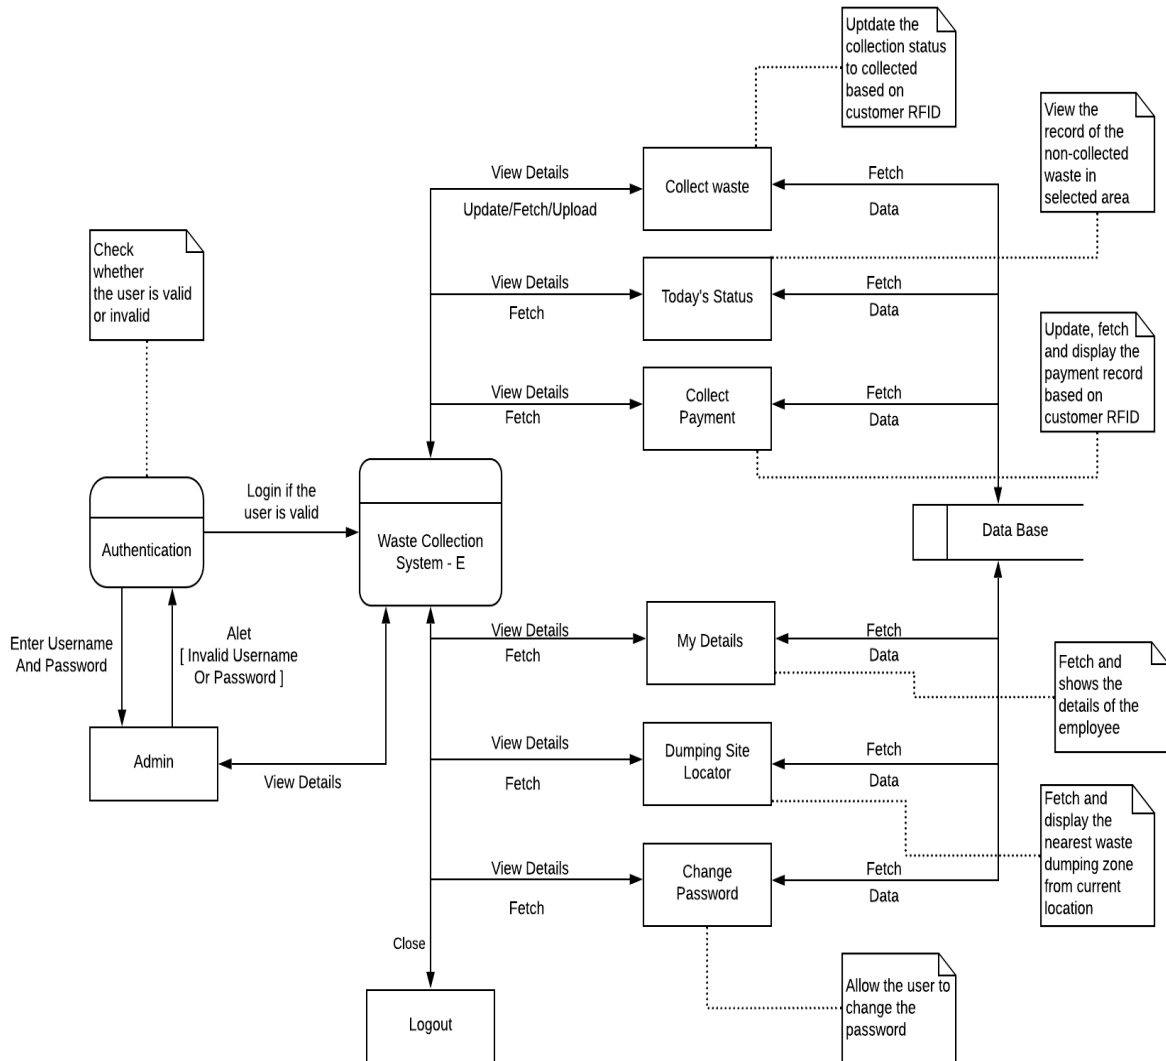 Uptdate the
collection status
to collected
based on
customer RFID
View the
record of the
non-collected
waste in
selected area
View Details
Update/Fetch/Upload
Collect waste
Fetch
Data
Check
whether
the user is valid
or invalid
View Details
Fetch
Today's Status
Fetch
Data
Update, fetch
and display the
payment record
based on
customer RFID
View Details
Fetch
Collect
Payment
Fetch
Data
Login if the
user is valid
Authentication
Waste Collection
System - E
Data Base
Enter Username
And Password
Alet
[ Invalid Username
Or Password ]
View Details
Fetch
My Details
Fetch
Data
Fetch and
shows the
details of the
employee
Admin
View Details
View Details
Fetch
Dumping Site
Locator
Fetch
Data
Fetch and
display the
nearest waste
dumping zone
from current
location
View Details
Fetch
Change
Password
Fetch
Data
Close
Logout
Allow the user to
change the
password